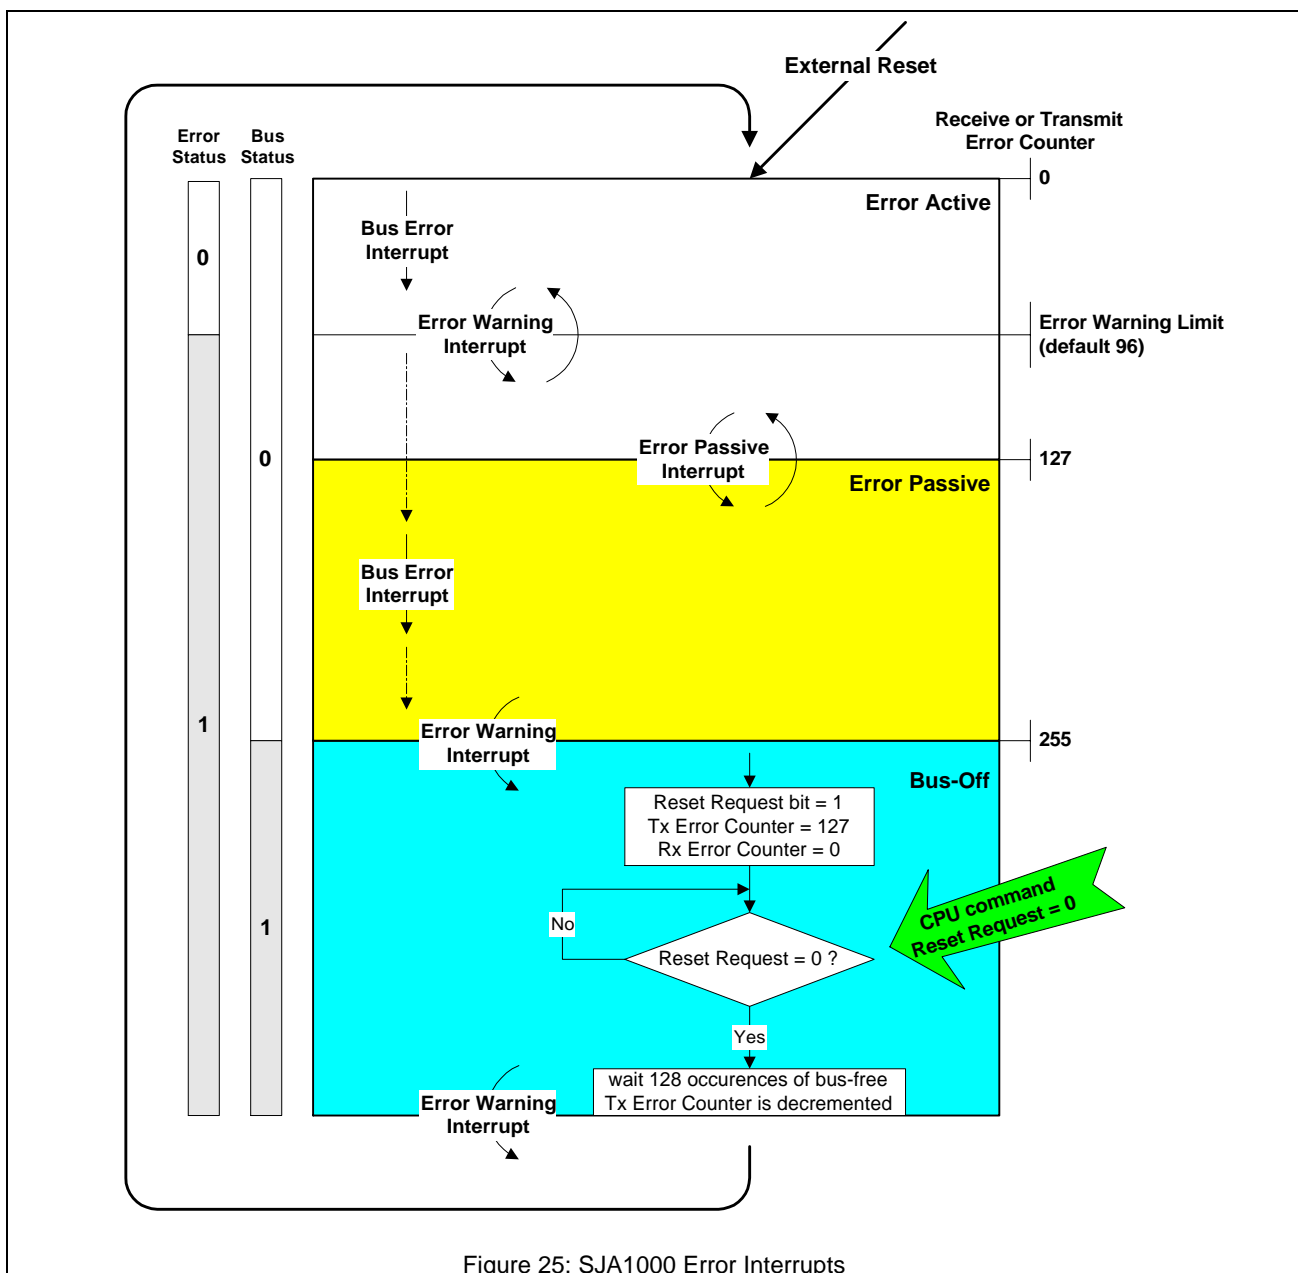 External Reset
Receive or Transmit
Error Counter
Error
Status
Bus
Status
0
Error Active
Bus Error
Interrupt
0
Error Warning
Interrupt
Error Warning Limit
(default 96)
Error Passive
Interrupt
0
127
Error Passive
Bus Error
Interrupt
1
Error Warning
Interrupt
255
Bus-Off
Reset Request bit = 1
Tx Error Counter = 127
Rx Error Counter = 0
CPU command
Reset Request = 0
No
1
Reset Request = 0 ?
Yes
wait 128 occurences of bus-free
Tx Error Counter is decremented
Error Warning
Interrupt
Figure 25: SJA1000 Error Interrupts